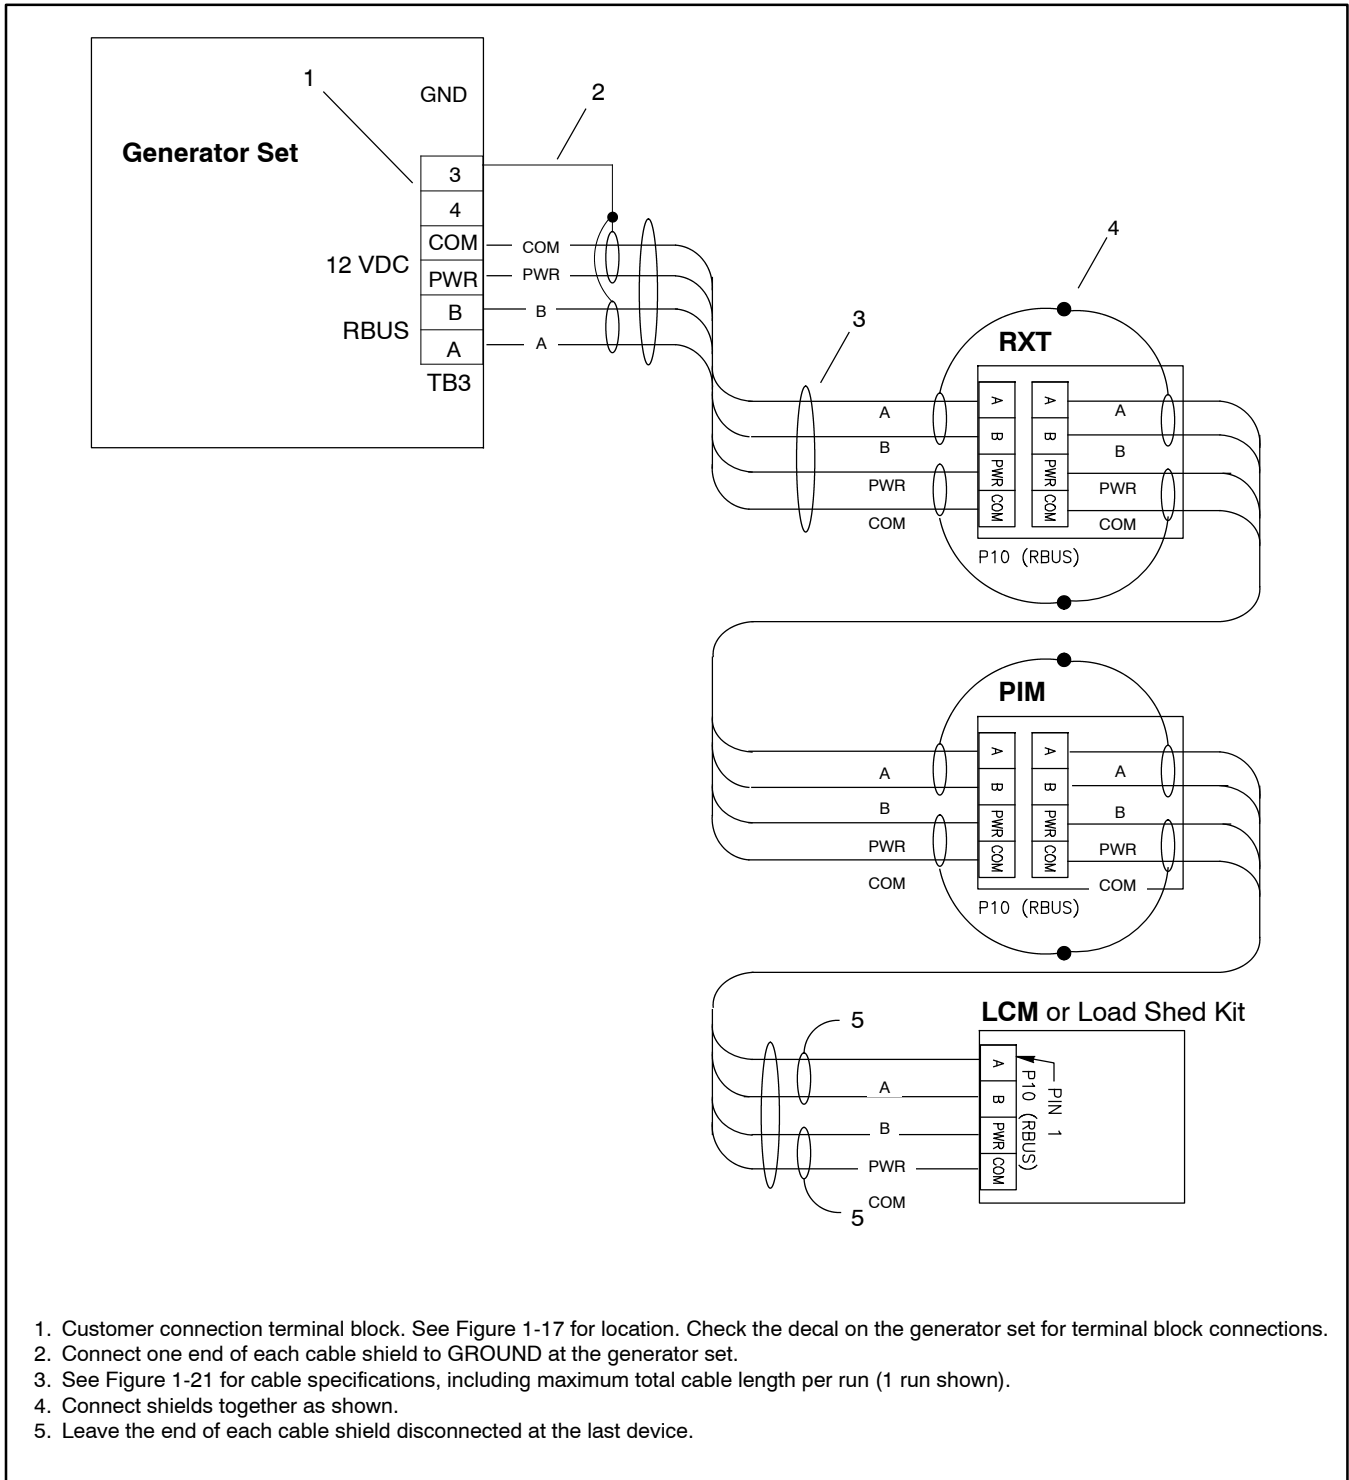 1
GND
2
Generator Set
3
4
COM
COM
12 VDC
PWR
PWR
B
B
RBUS
A
A
TB3
4
3
RXT
A
A
A
A
B
B
B
B
PWR
PWR
PWR
PWR
COM
COM
COM
COM
P10 (RBUS)
PIM
A
A
A
A
B
B
B
B
PWR
PWR
PWR
PWR
COM
COM
COM
COM
P10 (RBUS)
LCM or Load Shed Kit
5
A
A
B
B
PWR
PWR
COM
COM
P10 (RBUS)
PIN 1
5
1. Customer connection terminal block. See Figure 1-17 for location. Check the decal on the generator set for terminal block connections.
2. Connect one end of each cable shield to GROUND at the generator set.
3. See Figure 1-21 for cable specifications, including maximum total cable length per run (1 run shown).
4. Connect shields together as shown.
5. Leave the end of each cable shield disconnected at the last device.